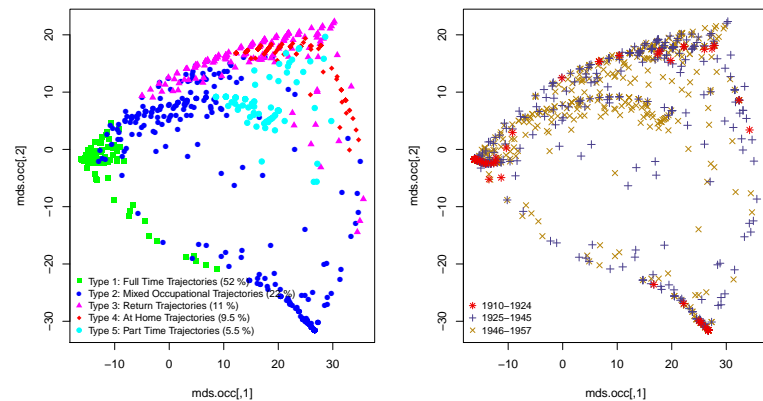 20
10
0
−10
−20
−30
mds.occ[,2]
Type 1: Full Time Trajectories (52 %)
Type 2: Mixed Occupational Trajectories (22 %)
Type 3: Return Trajectories (11 %)
Type 4: At Home Trajectories (9.5 %)
Type 5: Part Time Trajectories (5.5 %)
−10 0 10 20 30
mds.occ[,1]
20
10
0
−10
−20
−30
mds.occ[,2]
1910−1924
1925−1945
1946−1957
−10 0 10 20 30
mds.occ[,1]